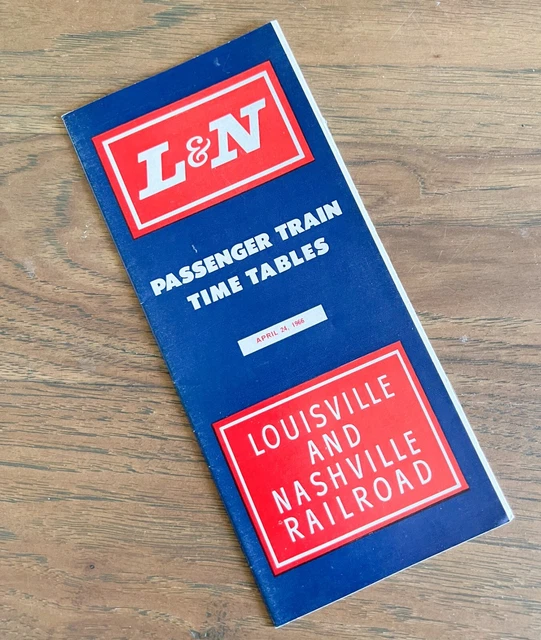 L&N
PASSENGER TRAIN
TIME TABLES
APRIL 24, 1966
LOUISVILLE
AND
NASHVILLE
RAILROAD